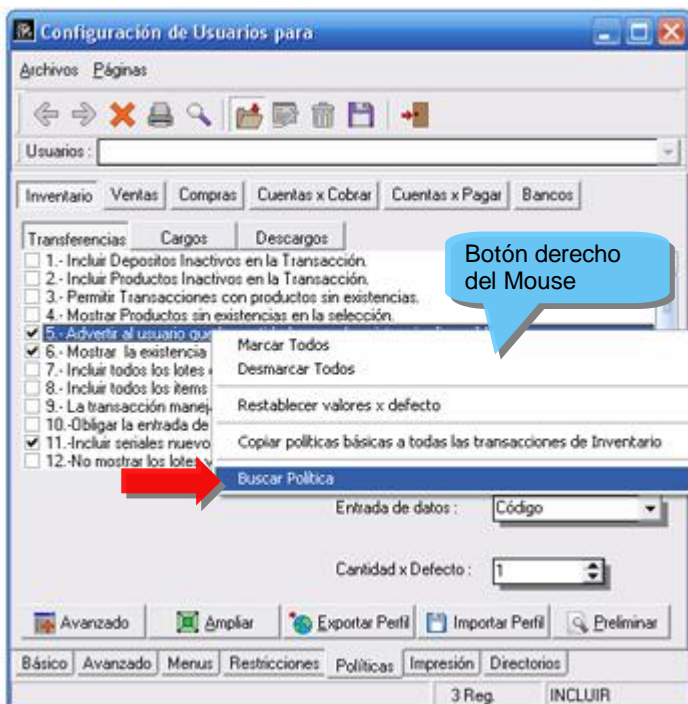 Configuración de Usuarios para
Archivos Páginas
Usuarios :
Inventario Ventas Compras Cuentas x Cobrar Cuentas x Pagar Bancos
Transferencias Cargos Descargos
Botón derecho
del Mouse
1.- Incluir Depositos Inactivos en la Transacción.
2.- Incluir Productos Inactivos en la Transacción.
3.- Permitir Transacciones con productos sin existencias.
4.- Mostrar Productos sin existencias en la selección.
5.- Advertir al usuario que
6.- Mostrar la existencia
7.- Incluir todos los lotes
8.- Incluir todos los items
9.- La transacción manej
10.-Obligar la entrada de
11.-Incluir seriales nuevo
12.-No mostrar los lotes v
Marcar Todos
Desmarcar Todos
Restablecer valores x defecto
Copiar políticas básicas a todas las transacciones de Inventario
Buscar Política
Entrada de datos : Código
Cantidad x Defecto : 1
Avanzado Ampliar Exportar Perfil Importar Perfil Preliminar
Básico Avanzado Menus Restricciones Políticas Impresión Directorios
3 Reg. INCLUIR